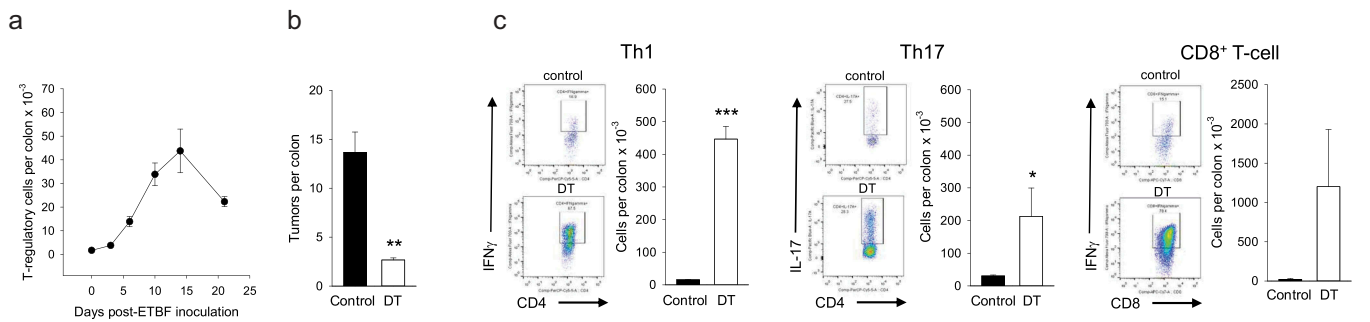 a
b
c
T-regulatory cells per colon x 10⁻³
70
60
50
40
30
20
10
0
0 5 10 15 20 25
Days post-ETBF inoculation
Tumors per colon
20
15
10
5
0
**
Control DT
Th1
control
DT
IFNγ
CD4
Cells per colon x 10⁻³
600
500
400
300
200
100
0
***
Control DT
Th17
control
DT
IL-17
CD4
Cells per colon x 10⁻³
600
500
400
300
200
100
0
*
Control DT
CD8⁺ T-cell
control
DT
IFNγ
CD8
Cells per colon x 10⁻³
2500
2000
1500
1000
500
0
Control DT